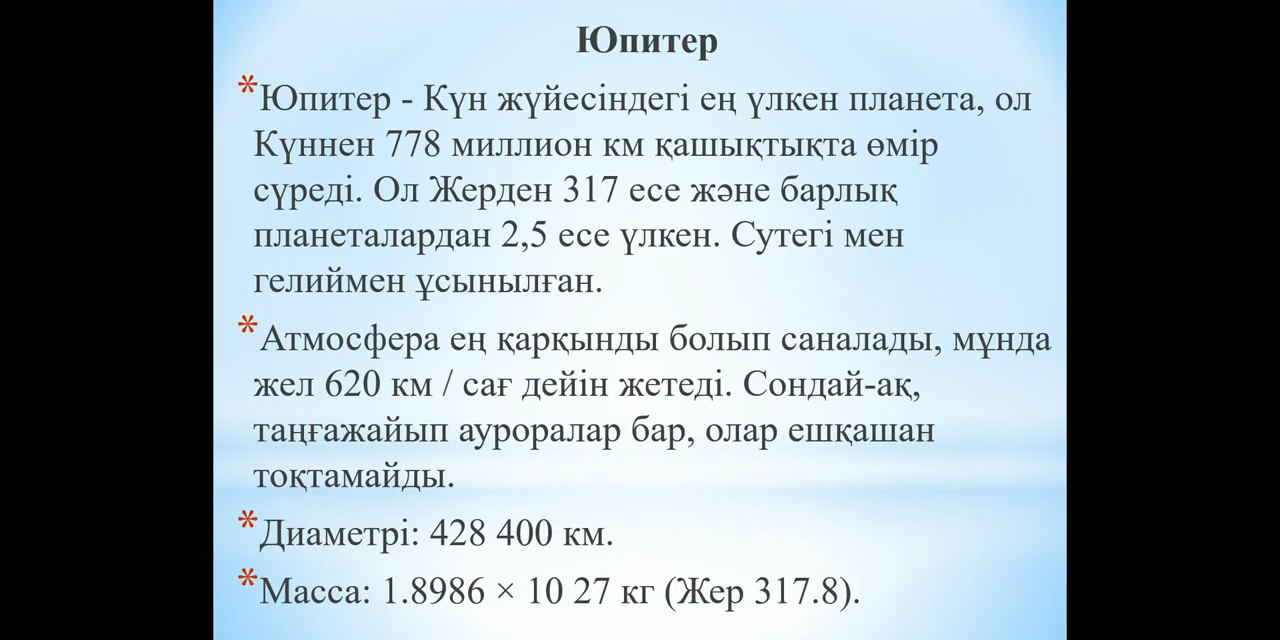 Юпитер
*Юпитер - Күн жүйесіндегі ең үлкен планета, ол
Күннен 778 миллион км қашықтықта өмір
сүреді. Ол Жерден 317 есе және барлық
планеталардан 2,5 есе үлкен. Сутегі мен
гелиймен ұсынылған.
*Атмосфера ең қарқынды болып саналады, мұнда
жел 620 км / сағ дейін жетеді. Сондай-ақ,
таңғажайып ауроралар бар, олар ешқашан
тоқтамайды.
*Диаметрі: 428 400 км.
*Масса: 1.8986 × 10 27 кг (Жер 317.8).